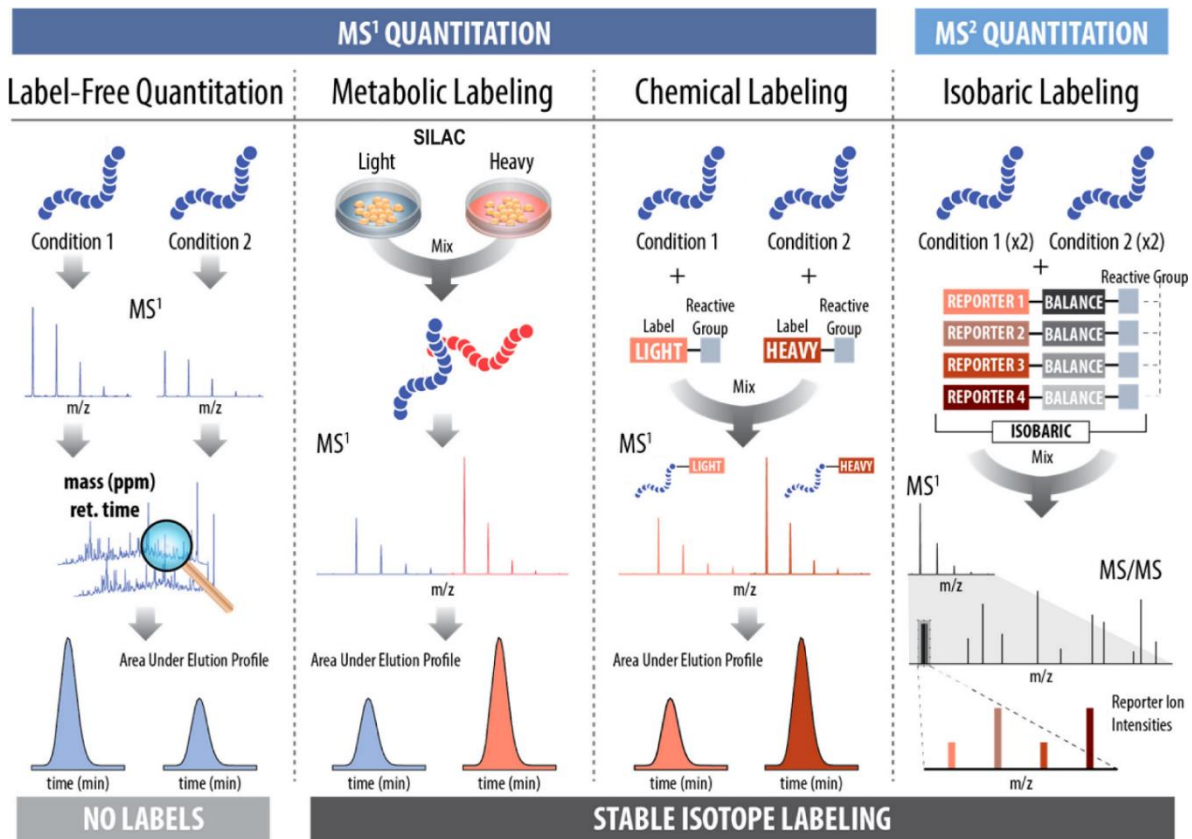 MS¹ QUANTITATION
MS² QUANTITATION
Label-Free Quantitation
Condition 1
Condition 2
MS¹
m/z
m/z
mass (ppm)
ret. time
Area Under Elution Profile
time (min)
time (min)
NO LABELS
Metabolic Labeling
SILAC
Light
Heavy
Mix
MS¹
m/z
Area Under Elution Profile
time (min)
time (min)
Chemical Labeling
Condition 1
Condition 2
+
+
Label
Reactive
Group
LIGHT
Label
Reactive
Group
HEAVY
Mix
MS¹
LIGHT
HEAVY
m/z
Area Under Elution Profile
time (min)
time (min)
Isobaric Labeling
Condition 1 (x2)
Condition 2 (x2)
+
Reactive Group
REPORTER 1
BALANCE
REPORTER 2
BALANCE
REPORTER 3
BALANCE
REPORTER 4
BALANCE
ISOBARIC
Mix
MS¹
m/z
MS/MS
m/z
Reporter Ion
Intensities
m/z
STABLE ISOTOPE LABELING